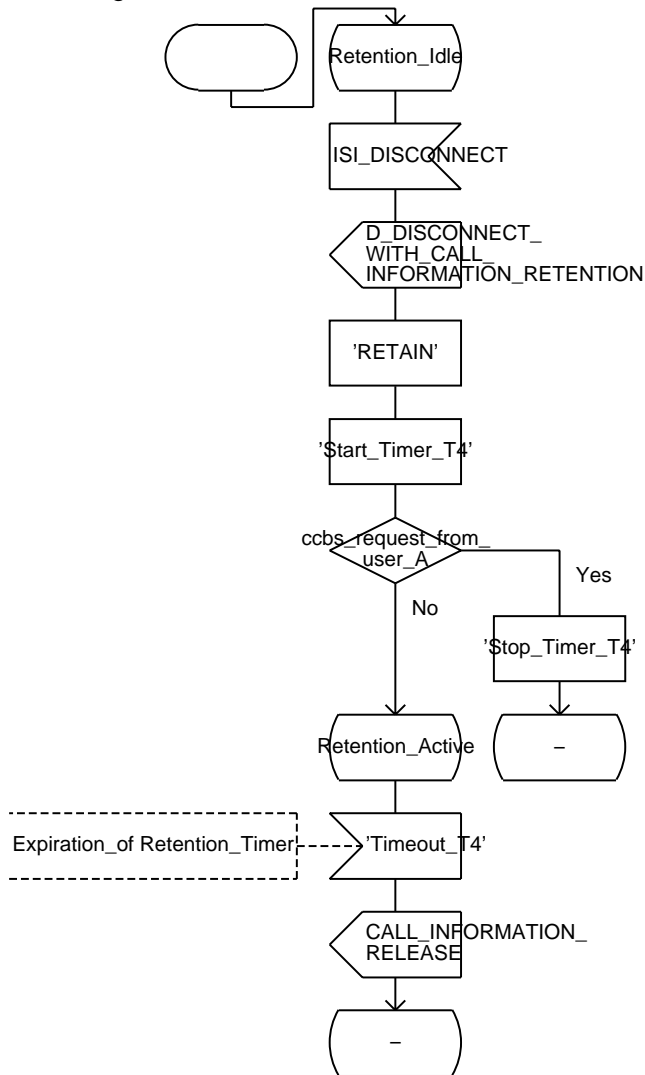 Retention_Idle
ISI_DISCONNECT
D_DISCONNECT_
WITH_CALL_
INFORMATION_RETENTION
'RETAIN'
'Start_Timer_T4'
ccbs_request_from_
user_A
Yes
No
'Stop_Timer_T4'
Retention_Active
–
Expiration_of Retention_Timer
'Timeout_T4'
CALL_INFORMATION_
RELEASE
–